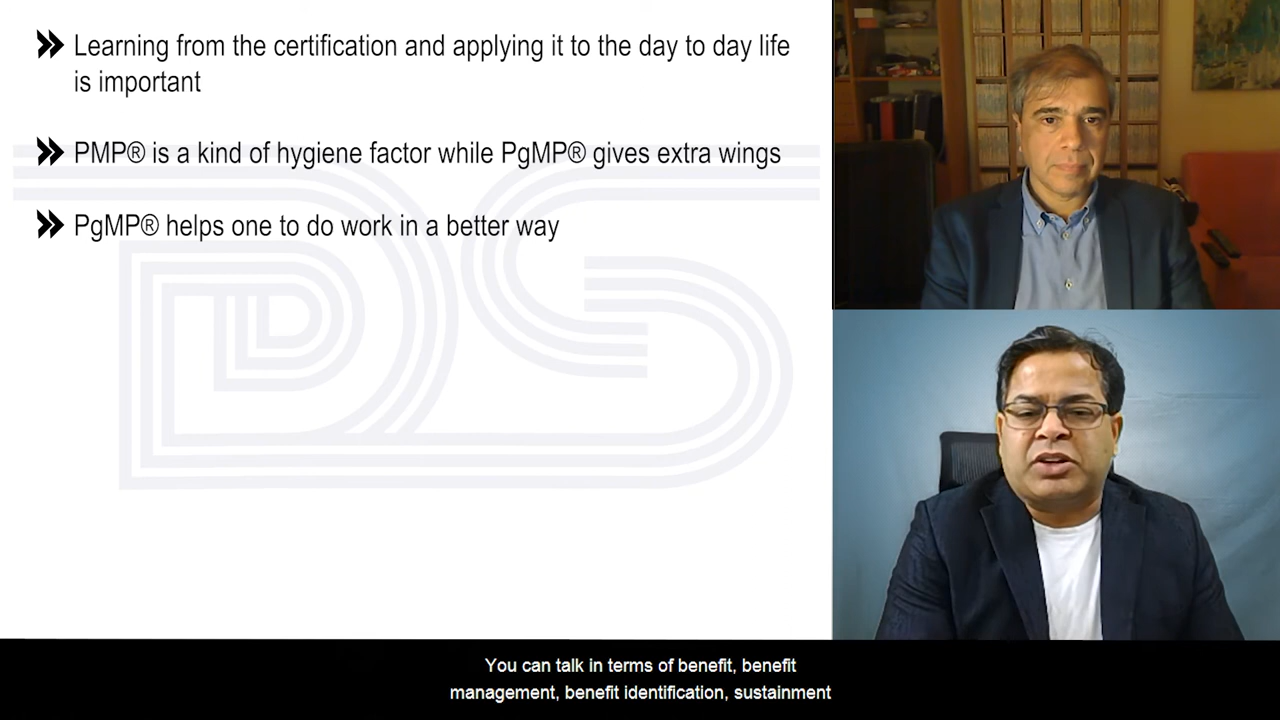 Learning from the certification and applying it to the day to day life
is important
PMP® is a kind of hygiene factor while PgMP® gives extra wings
PgMP® helps one to do work in a better way
You can talk in terms of benefit, benefit
management, benefit identification, sustainment